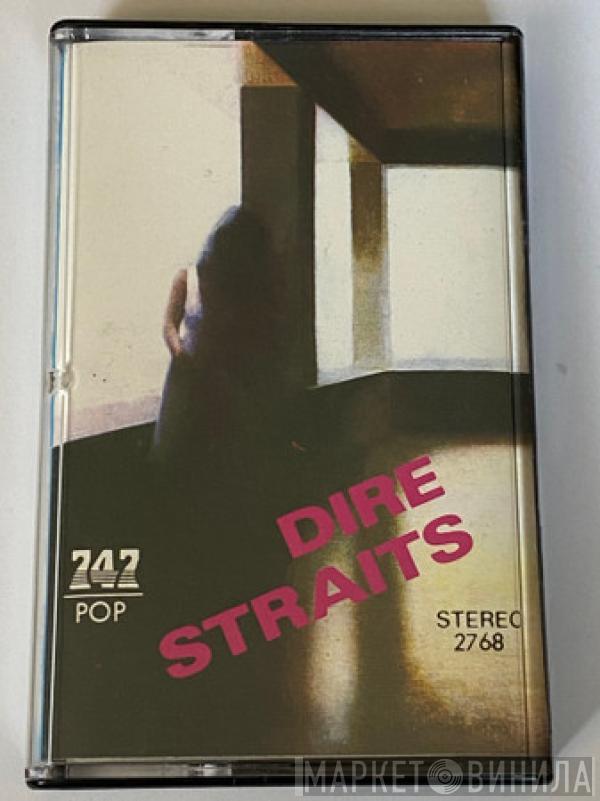 DIRE
STRAITS
747
POP
STEREO
2768
МАРКЕТ ВИНИЛА